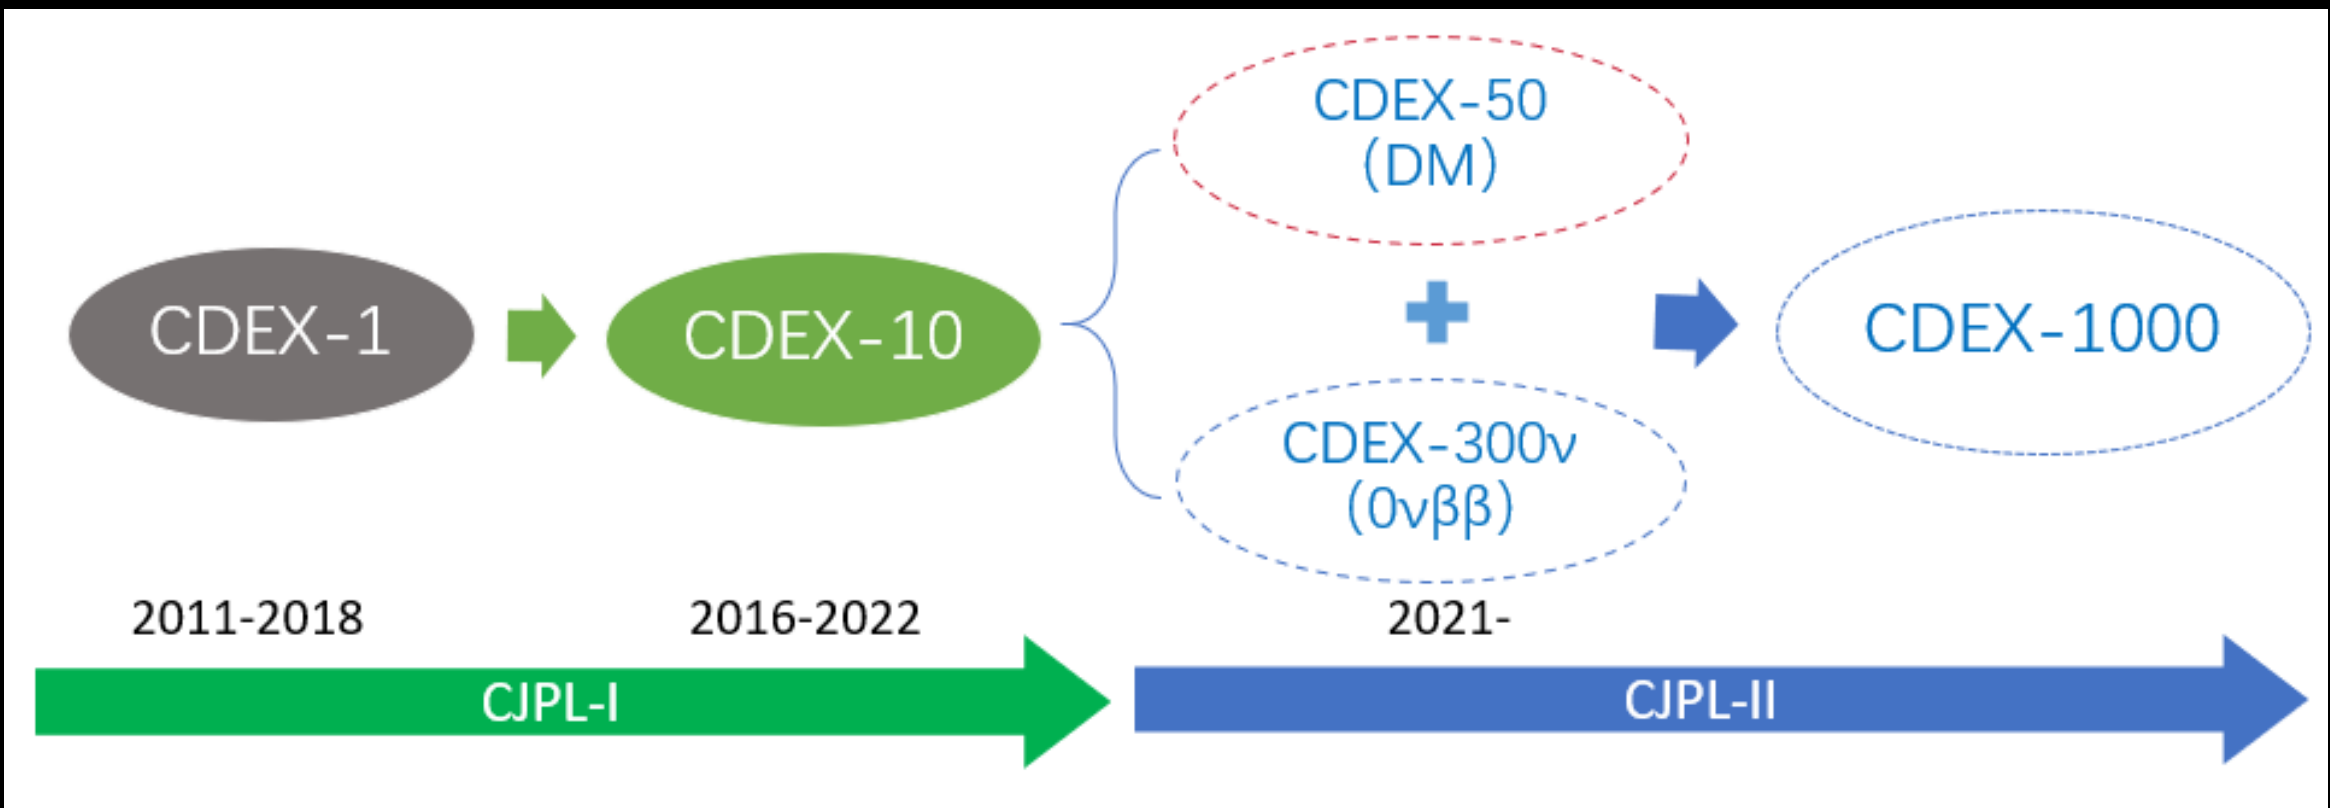 CDEX-1
CDEX-10
CDEX-50
(DM)
CDEX-300ν
(0νββ)
CDEX-1000
2011-2018
2016-2022
2021-
CJPL-I
CJPL-II